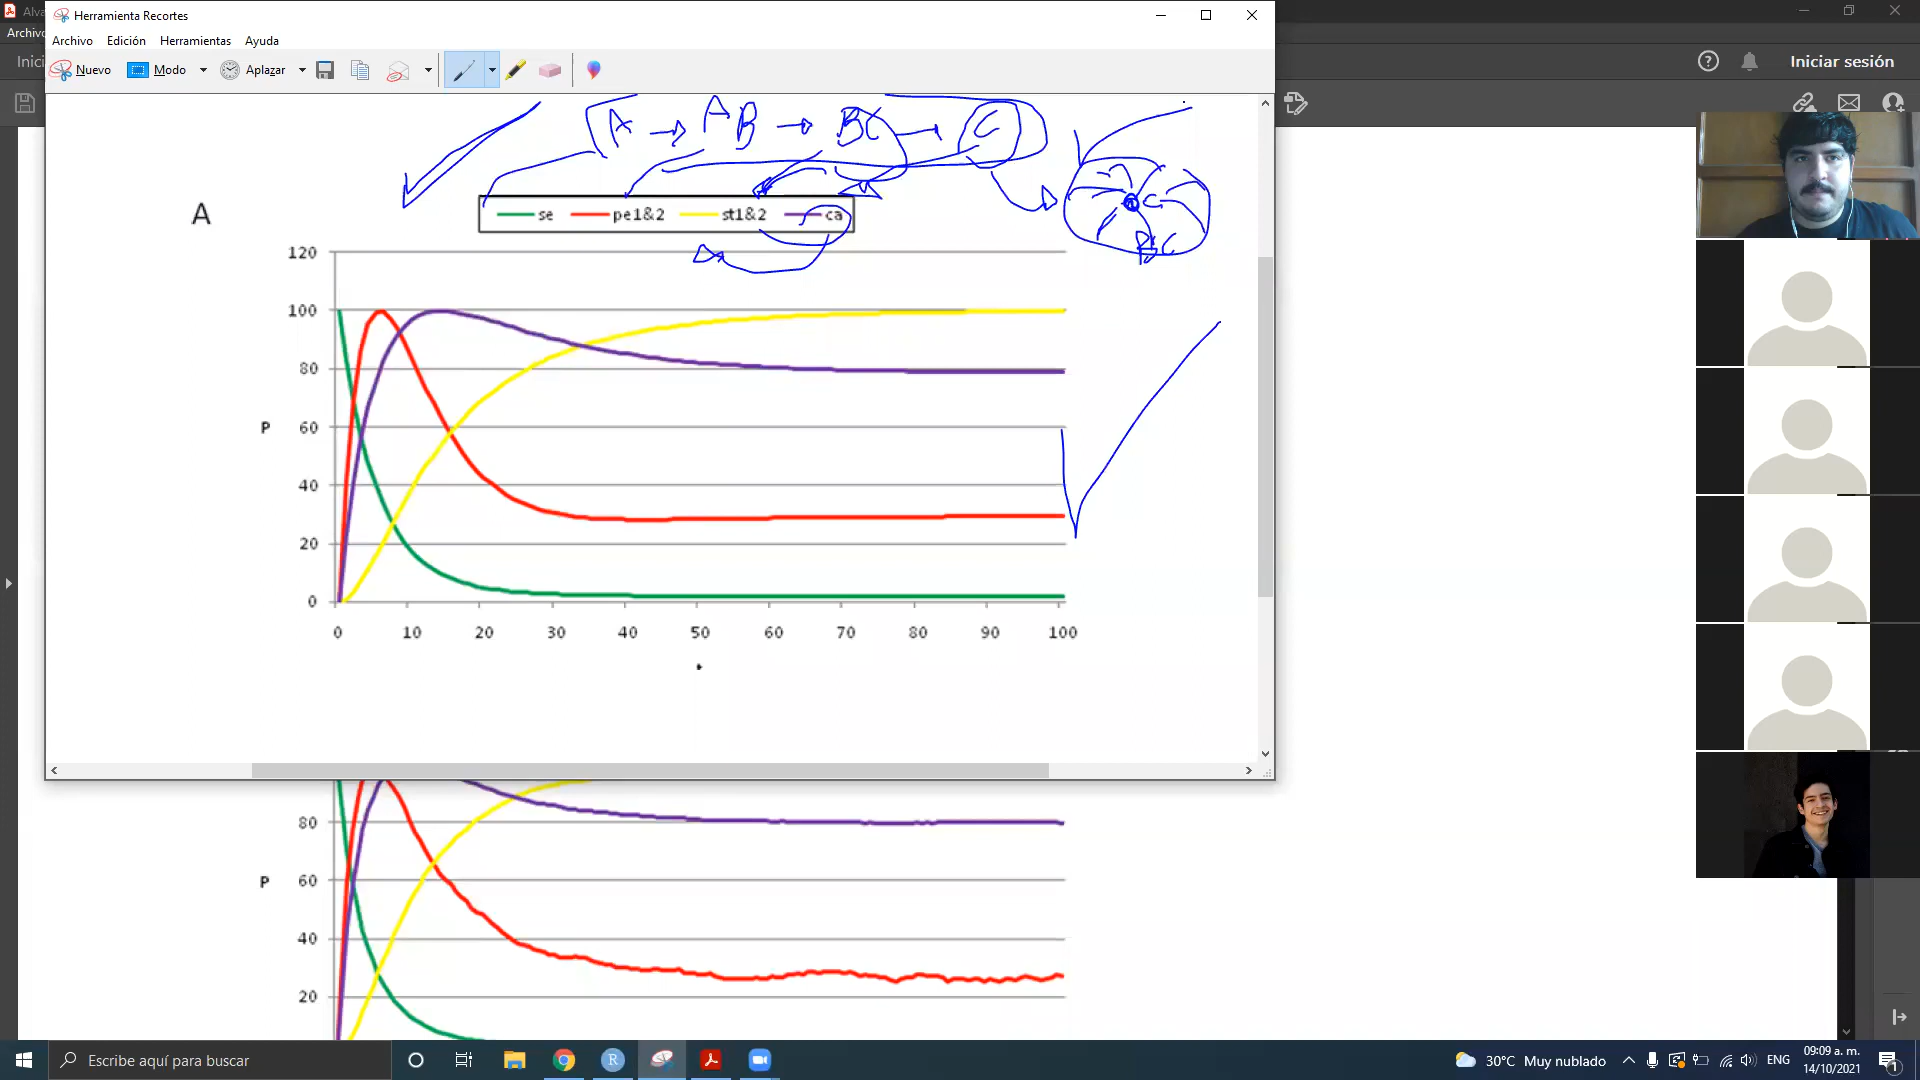 Alva
Herramienta Recortes
Archivo
Archivo Edición Herramientas Ayuda
Inici
Nuevo Modo Aplazar
Iniciar sesión
A → AB → BC → C
C
BC
A
se pe1&2 st1&2 ca
120
100
80
P 60
40
20
0
0 10 20 30 40 50 60 70 80 90 100
80
P 60
40
20
Escribe aquí para buscar
R
30°C Muy nublado
ENG
09:09 a. m.
14/10/2021
1